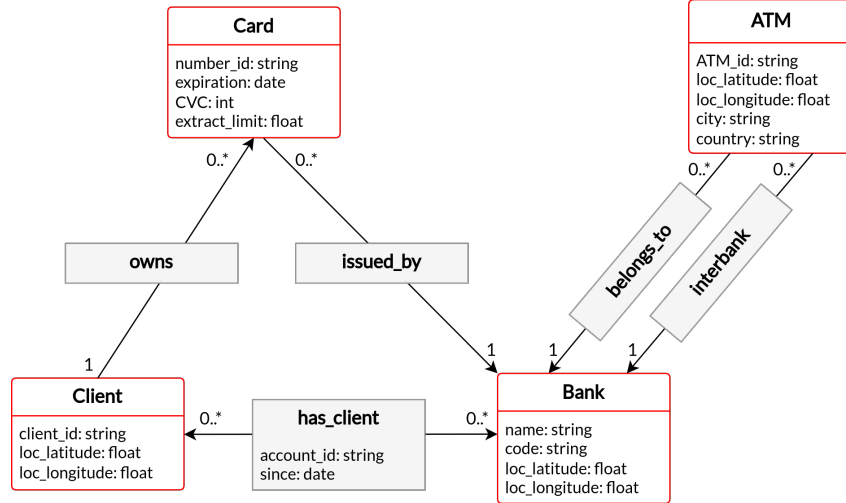 Card
number_id: string
expiration: date
CVC: int
extract_limit: float
ATM
ATM_id: string
loc_latitude: float
loc_longitude: float
city: string
country: string
0..*
0..*
0..*
0..*
owns
issued_by
belongs_to
interbank
1
1
1
1
Client
client_id: string
loc_latitude: float
loc_longitude: float
0..*
has_client
account_id: string
since: date
0..*
Bank
name: string
code: string
loc_latitude: float
loc_longitude: float